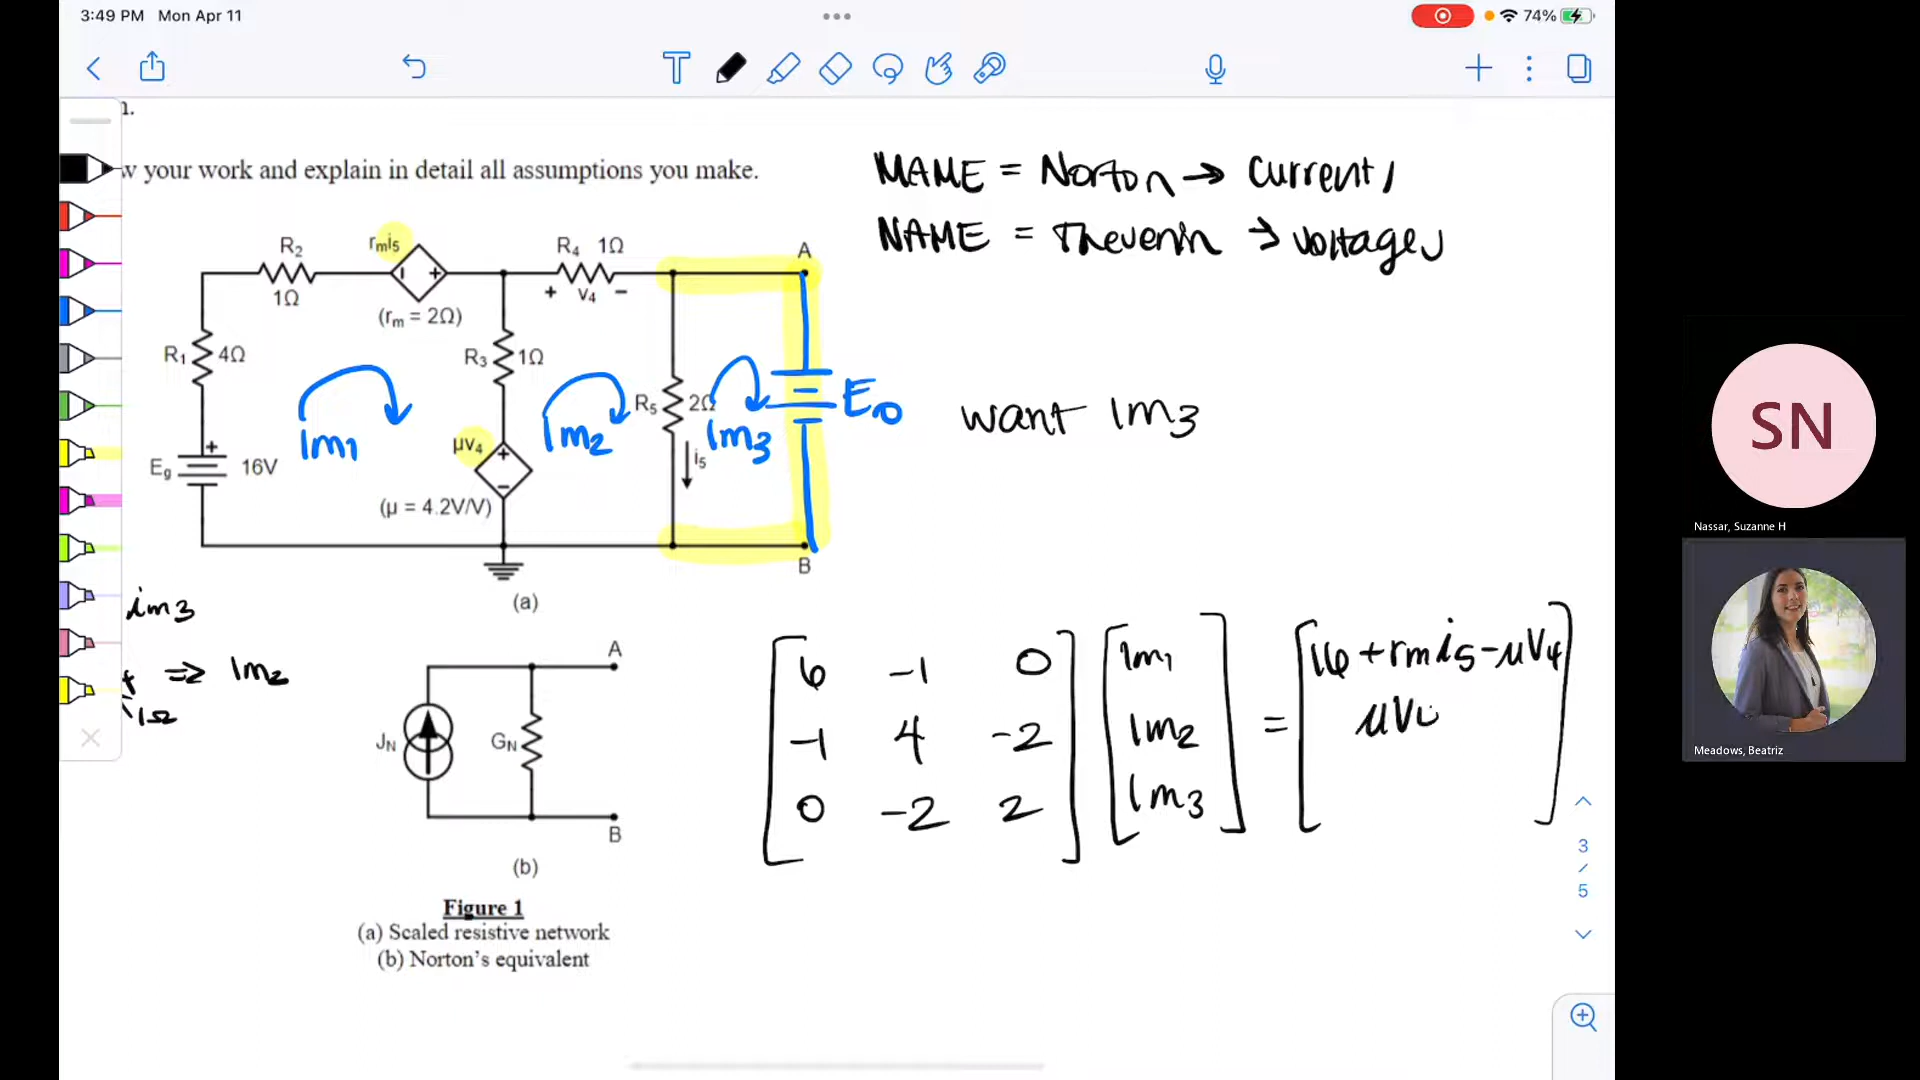 3:49 PM Mon Apr 11
74%
your work and explain in detail all assumptions you make.
MAME = Norton → Current,
NAME = Thevenin → voltage
R₂
1Ω
rmi₅
(rm = 2Ω)
R₄ 1Ω
+ V₄ −
A
R₁ 4Ω
R₃ 1Ω
R₅ 2Ω
i₅
Eg 16V
+
μV₄
+
−
(μ = 4.2V/V)
Im1
Im2
Im3
E₀
B
want Im3
(a)
im3
⇒ Im2
1Ω
JN
GN
A
B
(b)
6 -1 0
-1 4 -2
0 -2 2
Im1
Im2
Im3
=
16 + rmi5 - μV4
Figure 1
(a) Scaled resistive network
(b) Norton's equivalent
3
/
5
SN
Nassar, Suzanne H
Meadows, Beatriz